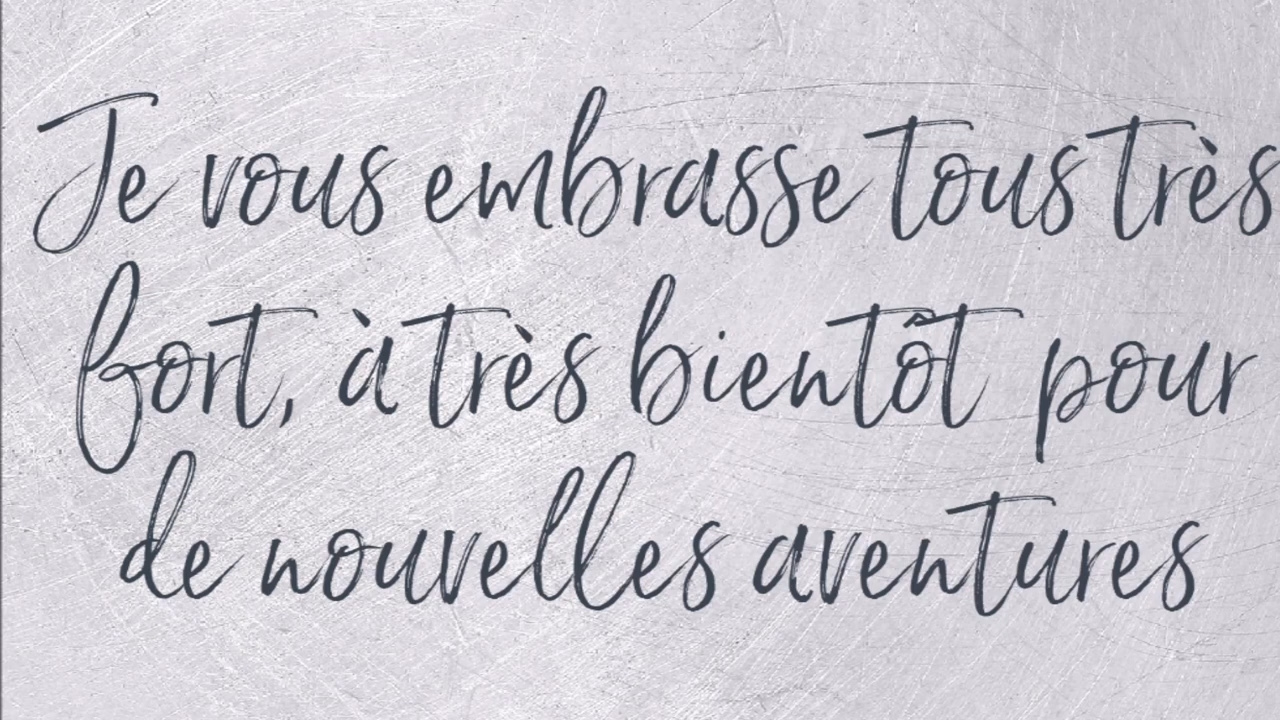 Je vous embrasse tous très
fort, à très bientôt pour
de nouvelles aventures